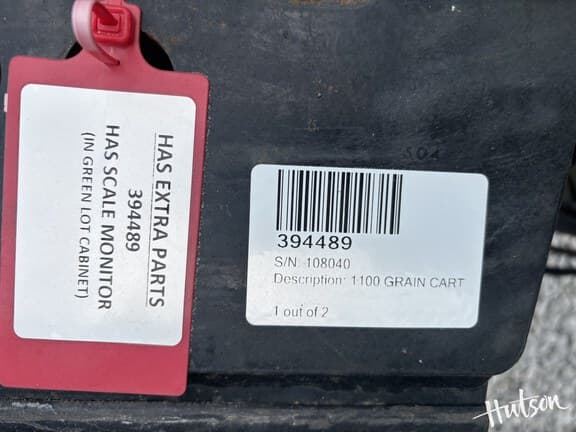 HAS EXTRA PARTS
394489
HAS SCALE MONITOR
(IN GREEN LOT CABINET)
394489
S/N: 108040
Description: 1100 GRAIN CART
1 out of 2
Hutson